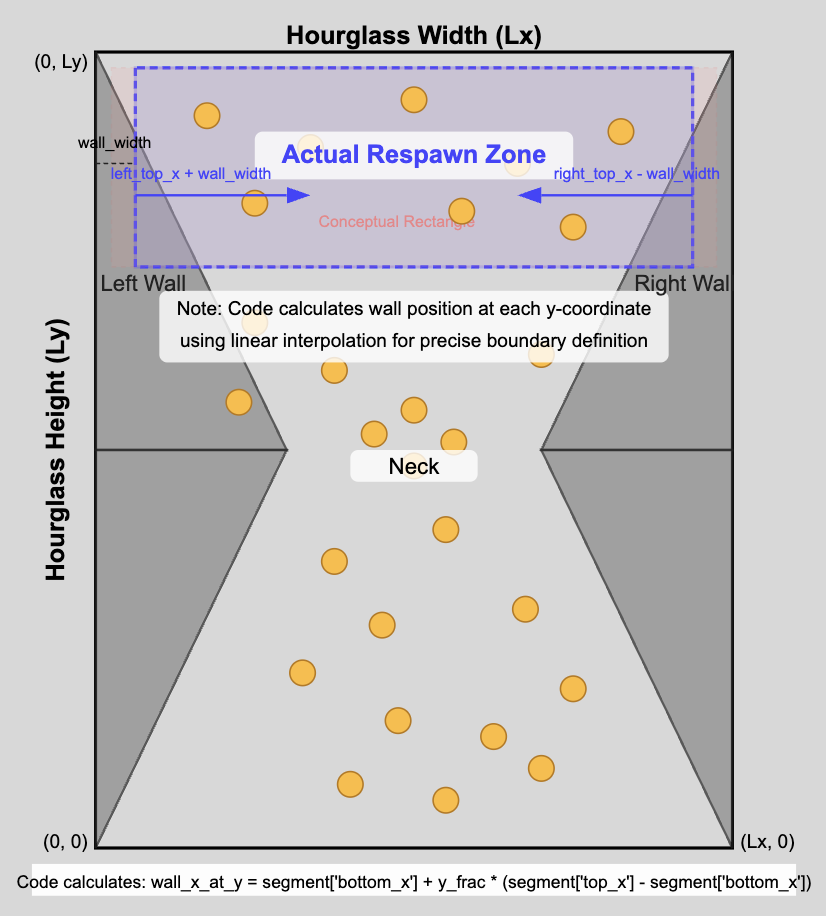 Hourglass Width (Lx)
(0, Ly)
wall_width
Actual Respawn Zone
left_top_x + wall_width
right_top_x - wall_width
Conceptual Rectangle
Left Wall
Right Wal
Note: Code calculates wall position at each y-coordinate
using linear interpolation for precise boundary definition
Hourglass Height (Ly)
Neck
(0, 0)
(Lx, 0)
Code calculates: wall_x_at_y = segment['bottom_x'] + y_frac * (segment['top_x'] - segment['bottom_x'])